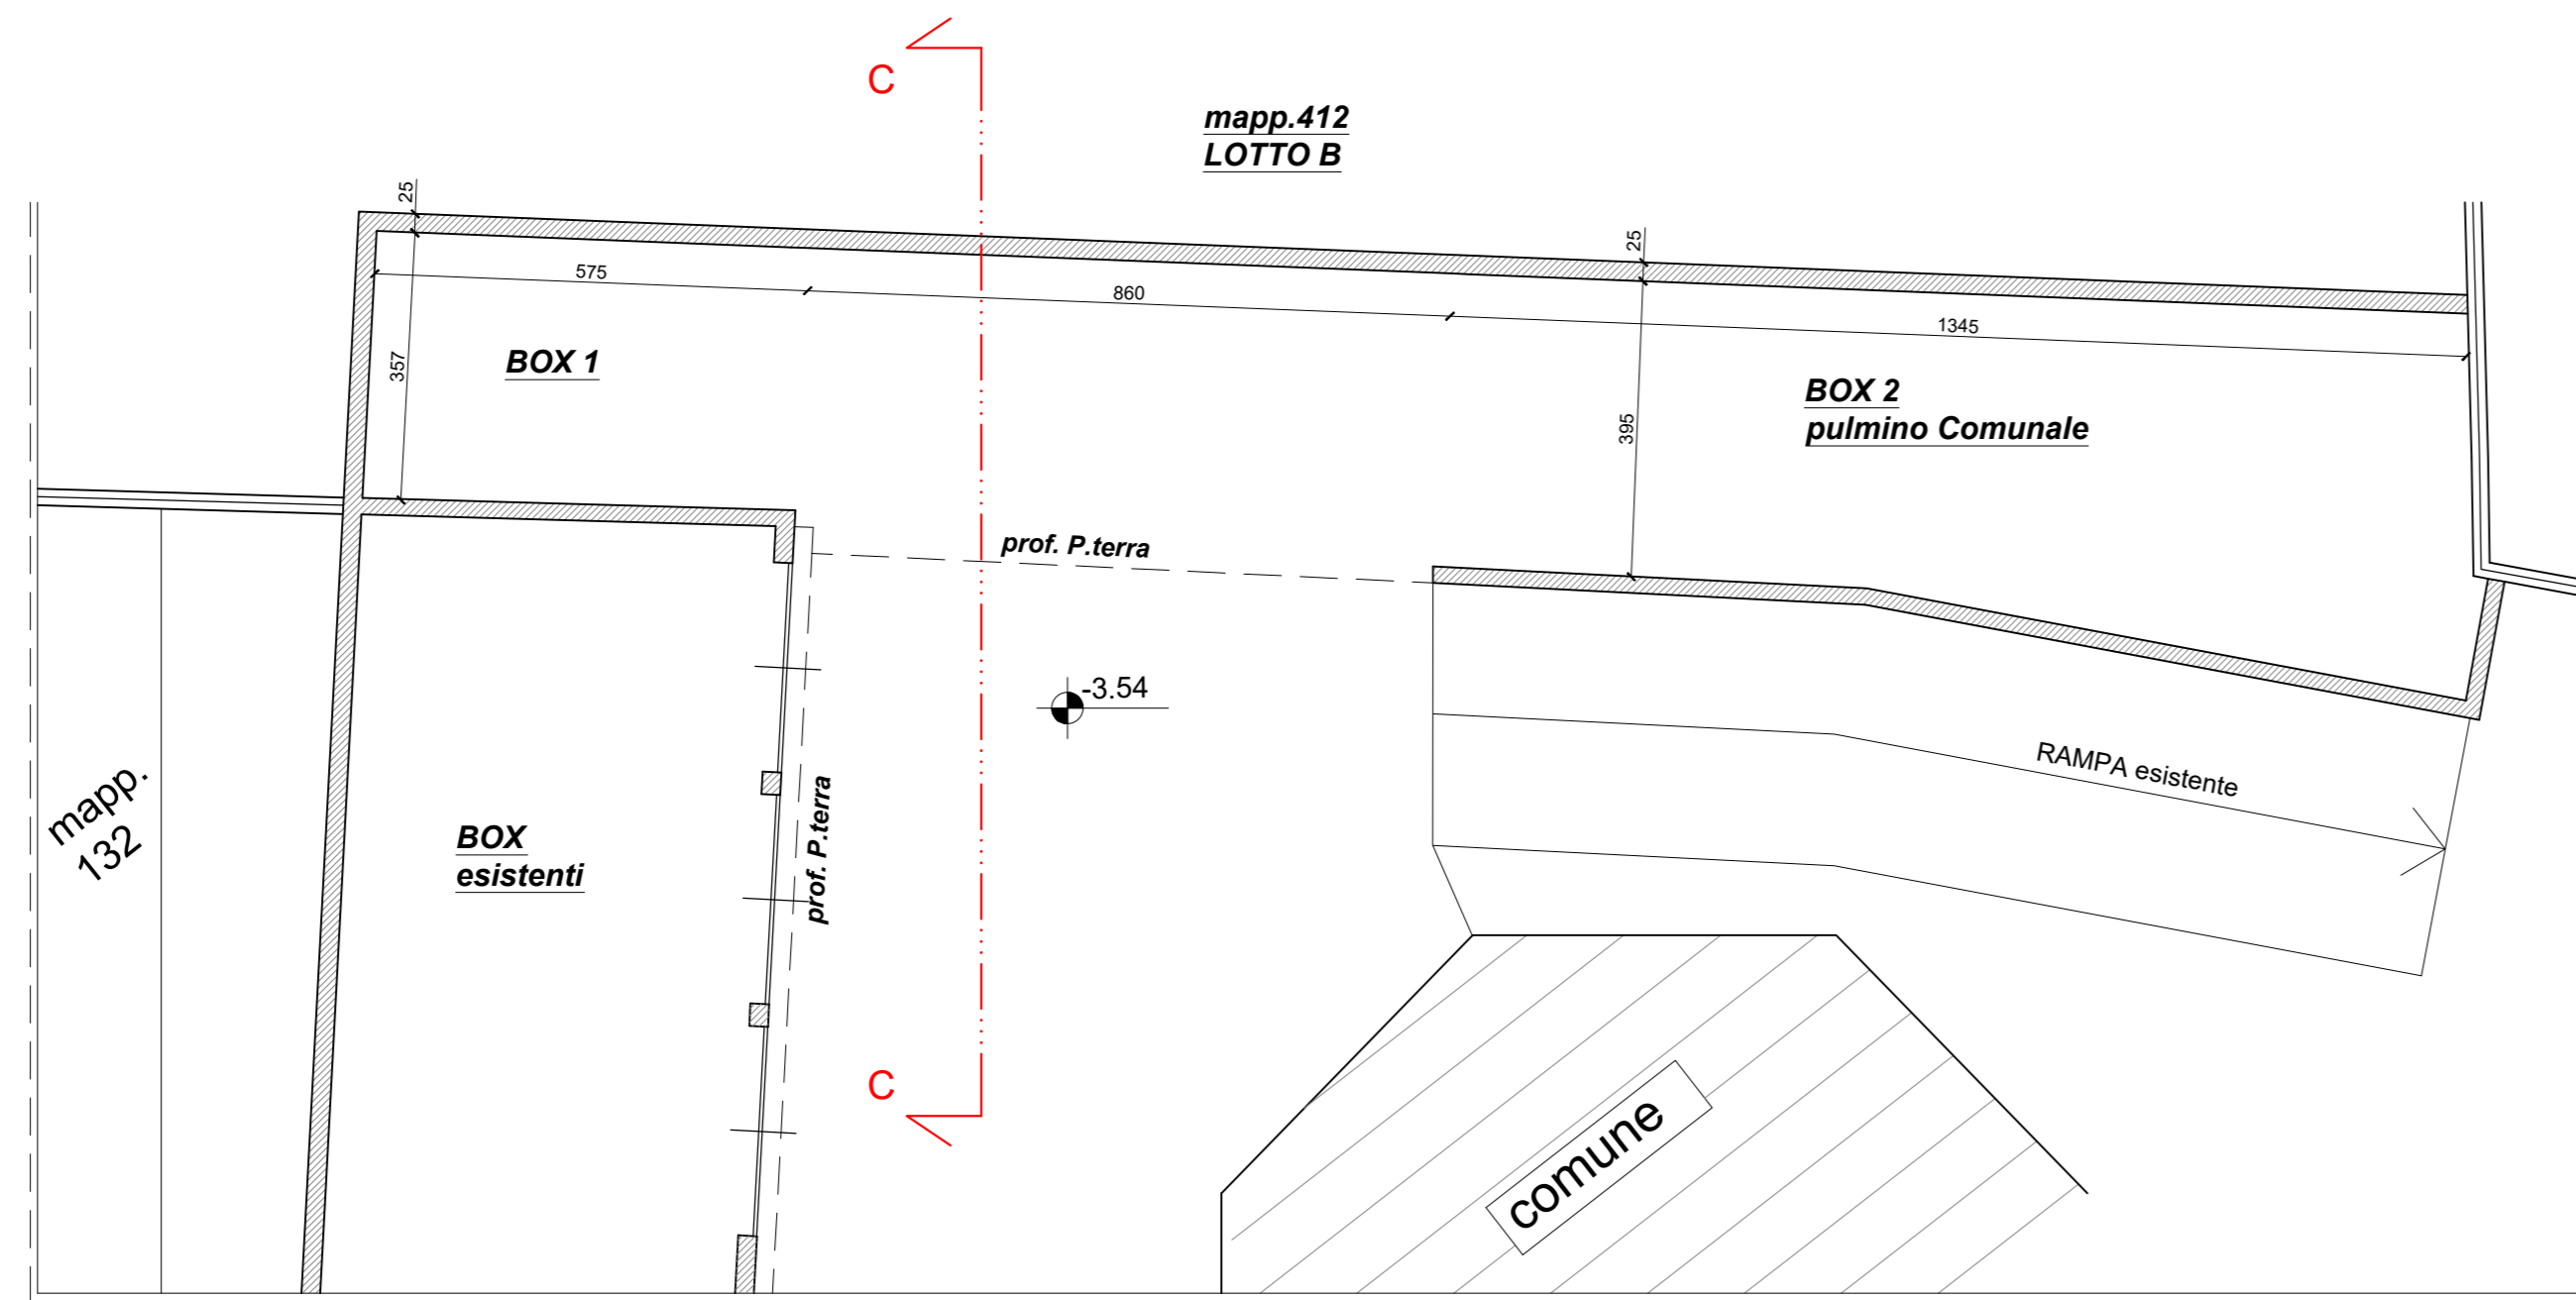 C
mapp.412
LOTTO B
25
25
575
860
1345
357
BOX 1
395
BOX 2
pulmino Comunale
prof. P.terra
-3.54
RAMPA esistente
mapp.
132
BOX
esistenti
prof. P.terra
C
comune